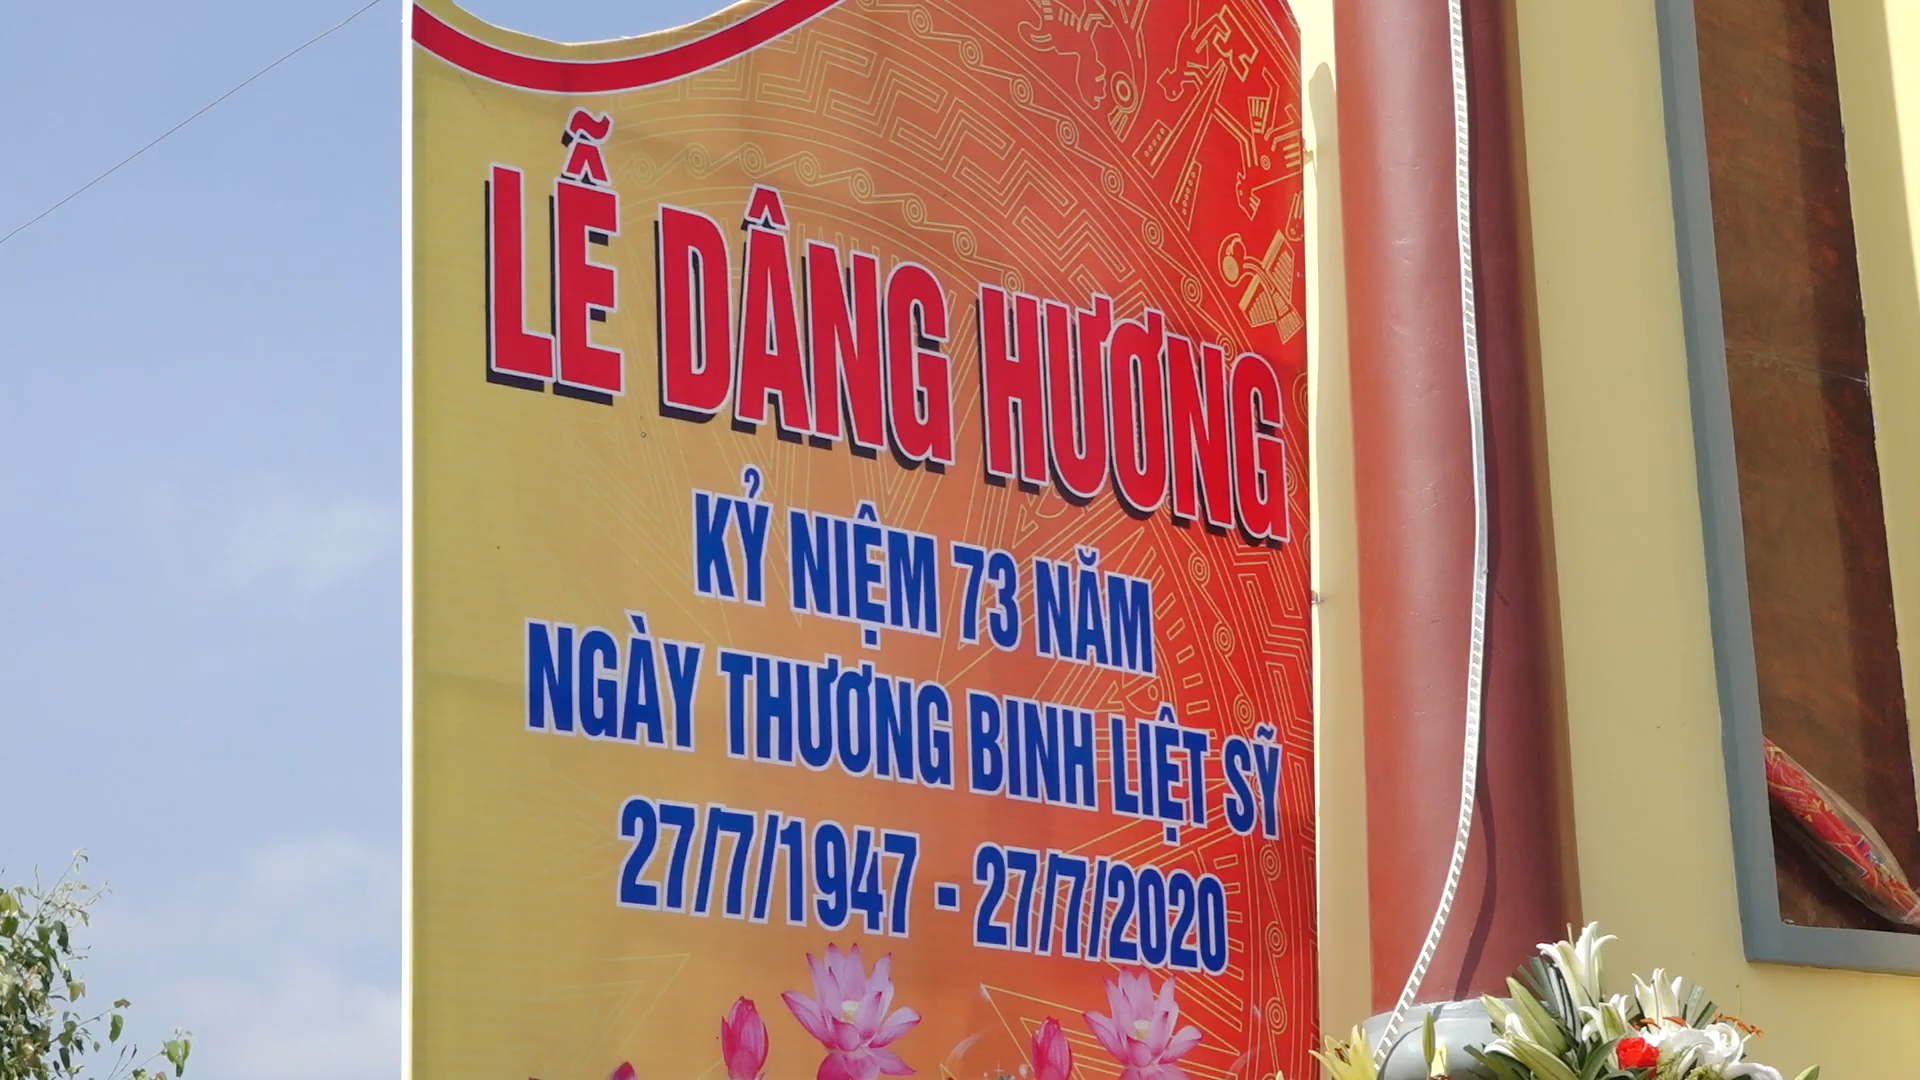 LỄ DÂNG HƯƠNG
KỶ NIỆM 73 NĂM
NGÀY THƯƠNG BINH LIỆT SỸ
27/7/1947 - 27/7/2020